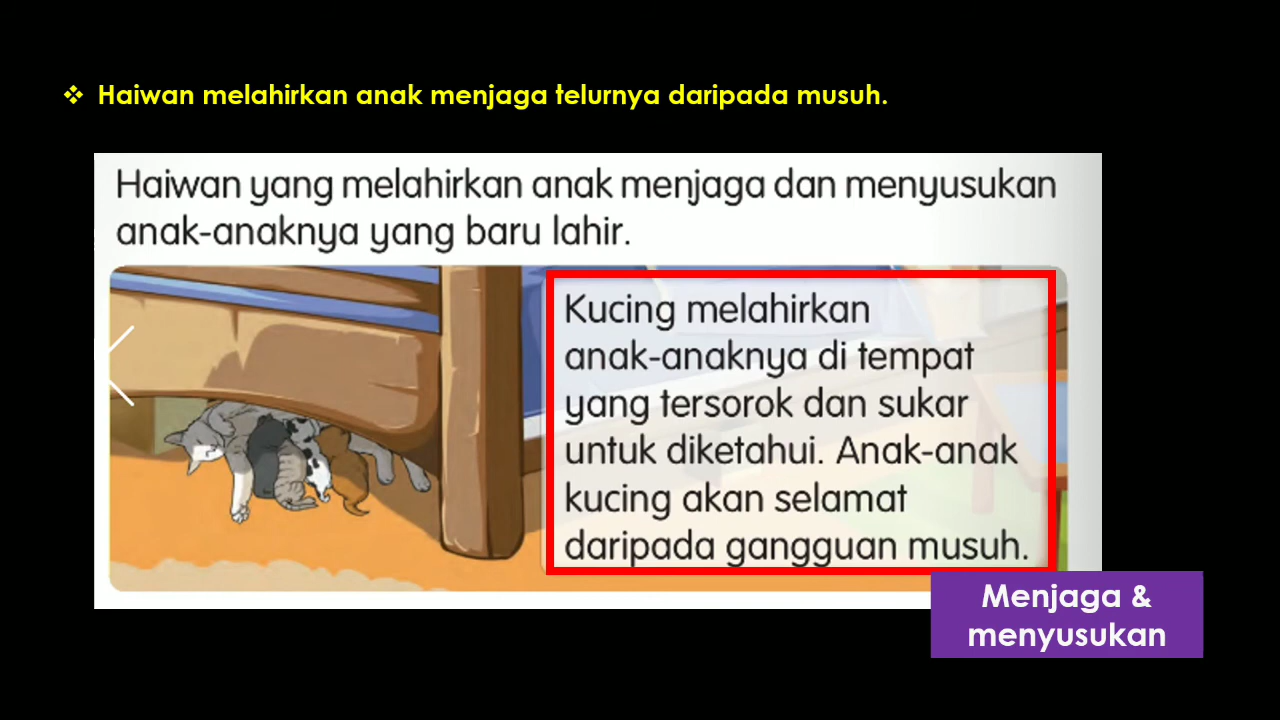 ❖ Haiwan melahirkan anak menjaga telurnya daripada musuh.
Haiwan yang melahirkan anak menjaga dan menyusukan
anak-anaknya yang baru lahir.
Kucing melahirkan
anak-anaknya di tempat
yang tersorok dan sukar
untuk diketahui. Anak-anak
kucing akan selamat
daripada gangguan musuh.
Menjaga &
menyusukan